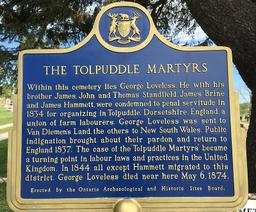 THE TOLPUDDLE MARTYRS
Within this cemetery lies George Loveless. He with his
brother James, John and Thomas Standfield, James Brine
and James Hammett, were condemned to penal servitude in
1834 for organizing in Tolpuddle, Dorsetshire, England, a
union of farm labourers. George Loveless was sent to
Van Diemen's Land, the others to New South Wales. Public
indignation brought about their pardon and return to
England 1837. The case of the Tolpuddle Martyrs became
a turning point in labour laws and practices in the United
Kingdom. In 1844 all except Hammett migrated to this
district. George Loveless died near here May 6, 1874.
Erected by the Ontario Archaeological and Historic Sites Board.